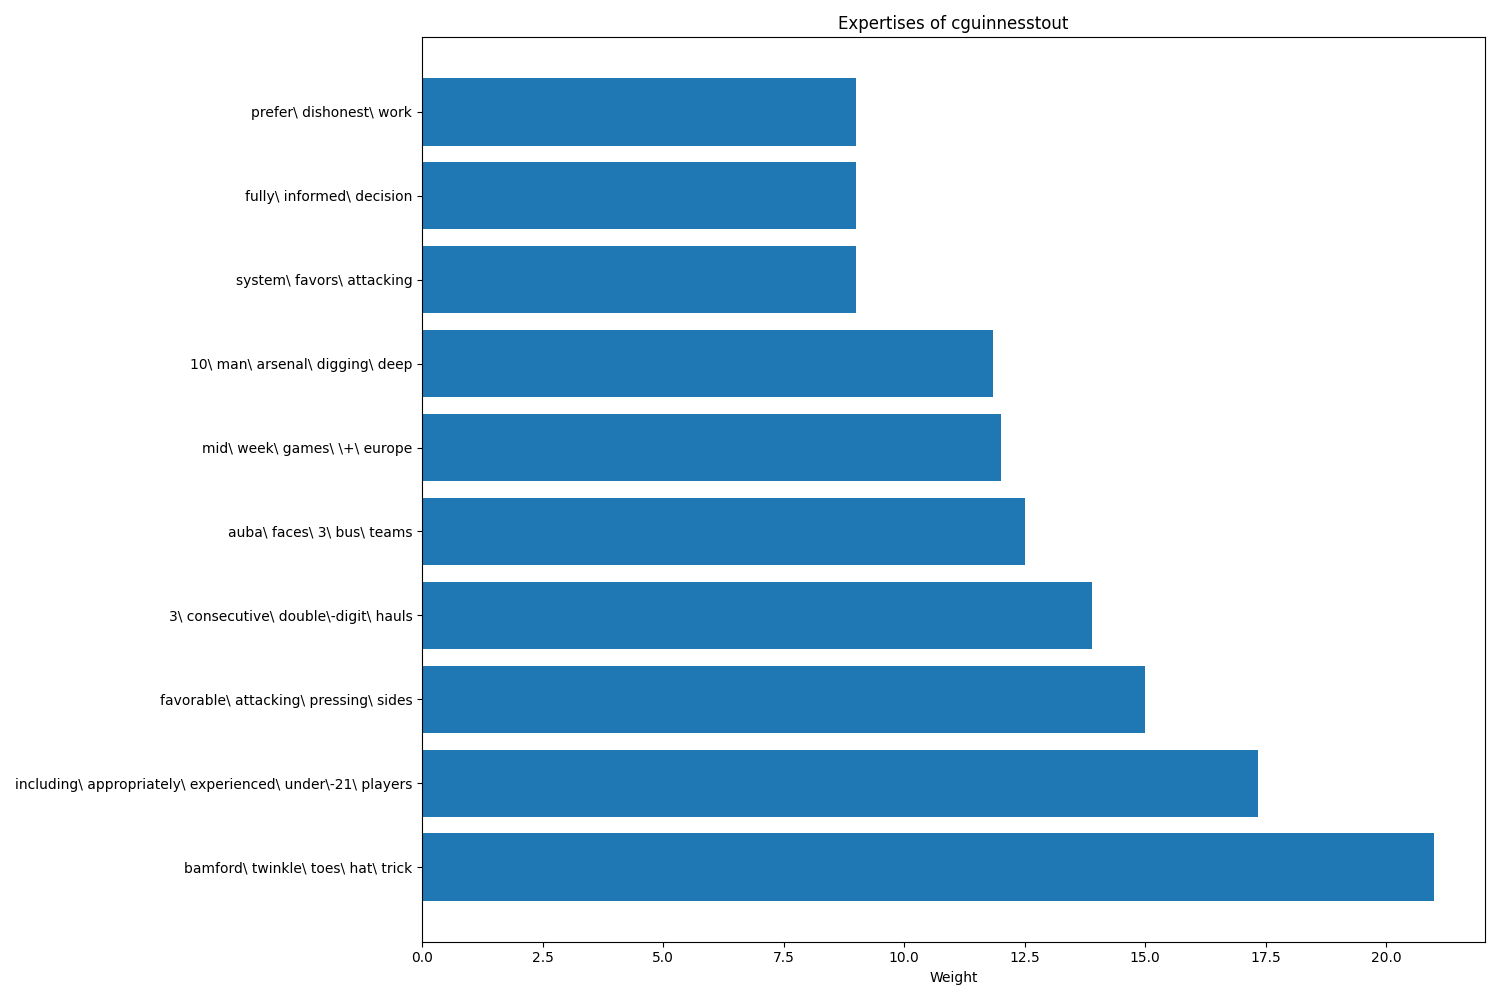 Expertises of cguinnesstout
prefer\ dishonest\ work
fully\ informed\ decision
system\ favors\ attacking
10\ man\ arsenal\ digging\ deep
mid\ week\ games\ \+\ europe
auba\ faces\ 3\ bus\ teams
3\ consecutive\ double\-digit\ hauls
favorable\ attacking\ pressing\ sides
including\ appropriately\ experienced\ under\-21\ players
bamford\ twinkle\ toes\ hat\ trick
0.0 2.5 5.0 7.5 10.0 12.5 15.0 17.5 20.0
Weight